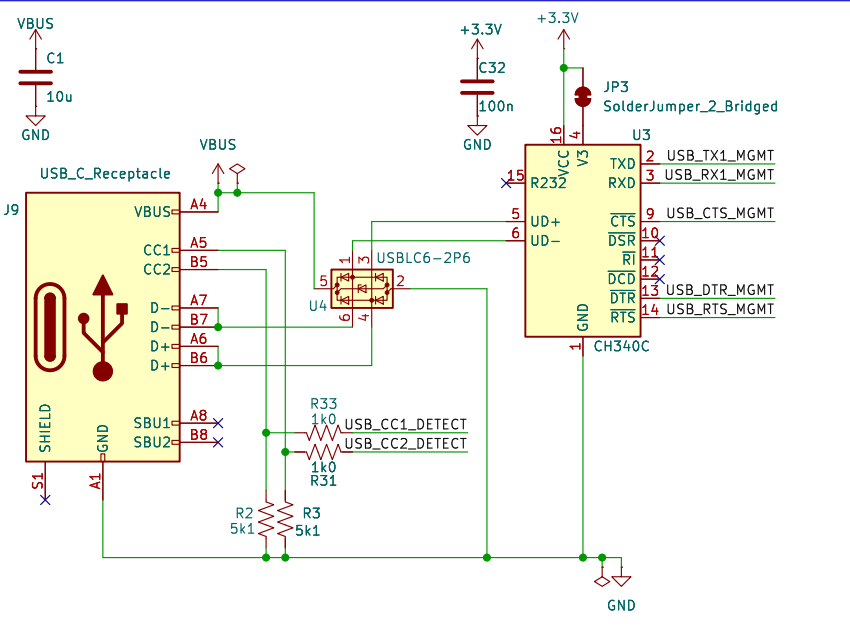 VBUS
C1
10u
GND
+3.3V
C32
100n
GND
+3.3V
JP3
SolderJumper_2_Bridged
U3
16
4
VCC
V3
15
R232
5
UD+
6
UD-
TXD
2
USB_TX1_MGMT
RXD
3
USB_RX1_MGMT
CTS
9
USB_CTS_MGMT
DSR
10
RI
11
DCD
12
DTR
13
USB_DTR_MGMT
RTS
14
USB_RTS_MGMT
GND
1
CH340C
VBUS
USB_C_Receptacle
J9
VBUS
A4
CC1
A5
CC2
B5
D-
A7
D-
B7
D+
A6
D+
B6
SBU1
A8
SBU2
B8
SHIELD
GND
S1
A1
USBLC6-2P6
1
3
5
2
U4
6
4
R33
1k0
USB_CC1_DETECT
USB_CC2_DETECT
1k0
R31
R2
5k1
R3
5k1
GND